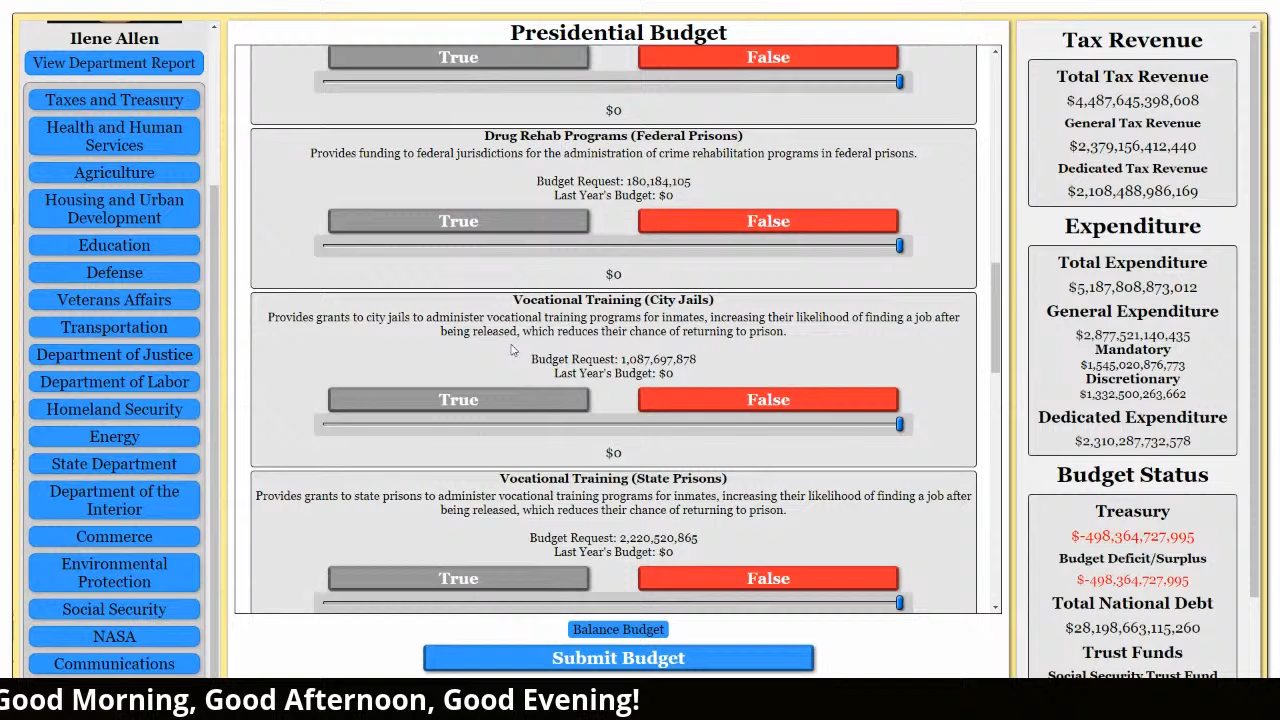 Ilene Allen
View Department Report
Taxes and Treasury
Health and Human
Services
Agriculture
Housing and Urban
Development
Education
Defense
Veterans Affairs
Transportation
Department of Justice
Department of Labor
Homeland Security
Energy
State Department
Department of the
Interior
Commerce
Environmental
Protection
Social Security
NASA
Communications
Presidential Budget
True False
$0
Drug Rehab Programs (Federal Prisons)
Provides funding to federal jurisdictions for the administration of crime rehabilitation programs in federal prisons.
Budget Request: 180,184,105
Last Year's Budget: $0
True False
$0
Vocational Training (City Jails)
Provides grants to city jails to administer vocational training programs for inmates, increasing their likelihood of finding a job after
being released, which reduces their chance of returning to prison.
Budget Request: 1,087,697,878
Last Year's Budget: $0
True False
$0
Vocational Training (State Prisons)
Provides grants to state prisons to administer vocational training programs for inmates, increasing their likelihood of finding a job after
being released, which reduces their chance of returning to prison.
Budget Request: 2,220,520,865
Last Year's Budget: $0
True False
Balance Budget
Submit Budget
Tax Revenue
Total Tax Revenue
$4,487,645,398,608
General Tax Revenue
$2,379,156,412,440
Dedicated Tax Revenue
$2,108,488,986,169
Expenditure
Total Expenditure
$5,187,808,873,012
General Expenditure
$2,877,521,140,435
Mandatory
$1,545,020,876,773
Discretionary
$1,332,500,263,662
Dedicated Expenditure
$2,310,287,732,578
Budget Status
Treasury
$-498,364,727,995
Budget Deficit/Surplus
$-498,364,727,995
Total National Debt
$28,198,663,115,260
Trust Funds
Social Security Trust Fund
Good Morning, Good Afternoon, Good Evening!